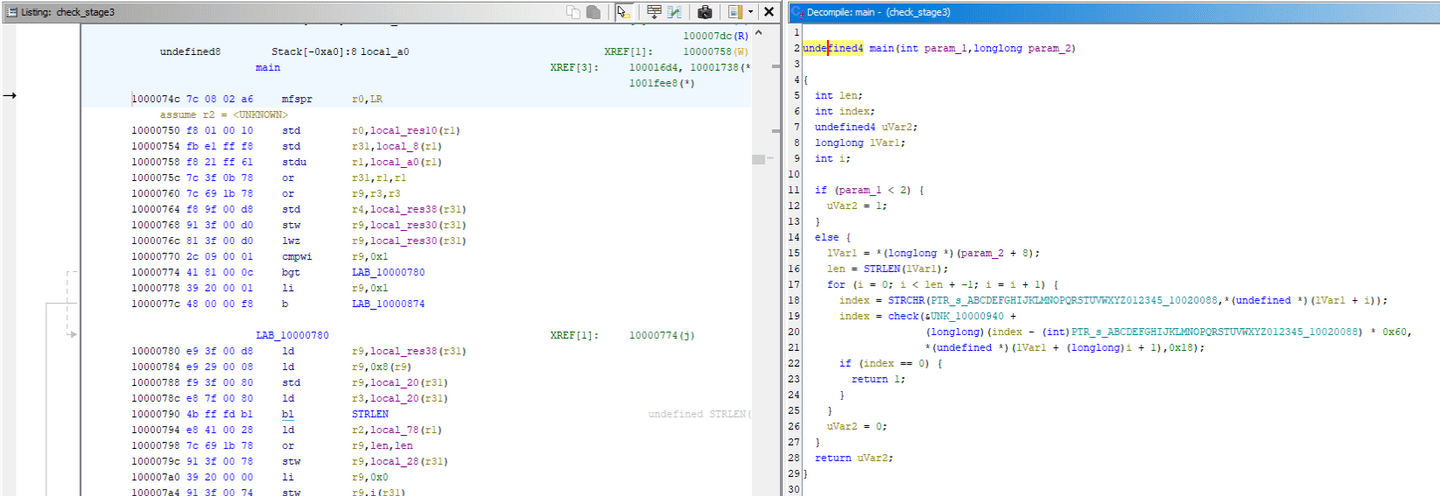 Listing: check_stage3
100007dc(R)
undefined8 Stack[-0xa0]:8 local_a0 XREF[1]: 10000758(W)
main XREF[3]: 100016d4, 10001738(*
1001fee8(*)
1000074c 7c 08 02 a6 mfspr r0,LR
assume r2 = <UNKNOWN>
10000750 f8 01 00 10 std r0,local_res10(r1)
10000754 fb e1 ff f8 std r31,local_8(r1)
10000758 f8 21 ff 61 stdu r1,local_a0(r1)
1000075c 7c 3f 0b 78 or r31,r1,r1
10000760 7c 69 1b 78 or r9,r3,r3
10000764 f8 9f 00 d8 std r4,local_res38(r31)
10000768 91 3f 00 d0 stw r9,local_res30(r31)
1000076c 81 3f 00 d0 lwz r9,local_res30(r31)
10000770 2c 09 00 01 cmpwi r9,0x1
10000774 41 81 00 0c bgt LAB_10000780
10000778 39 20 00 01 li r9,0x1
1000077c 48 00 00 f8 b LAB_10000874
LAB_10000780 XREF[1]: 10000774(j)
10000780 e9 3f 00 d8 ld r9,local_res38(r31)
10000784 e9 29 00 08 ld r9,0x8(r9)
10000788 f9 3f 00 80 std r9,local_20(r31)
1000078c e8 7f 00 80 ld r3,local_20(r31)
10000790 4b ff fd b1 bl STRLEN undefined STRLEN(
10000794 e8 41 00 28 ld r2,local_78(r1)
10000798 7c 69 1b 78 or r9,len,len
1000079c 91 3f 00 78 stw r9,local_28(r31)
100007a0 39 20 00 00 li r9,0x0
100007a4 91 3f 00 74 stw r9,i(r31)
Decompile: main - (check_stage3)
1
2 undefined4 main(int param_1,longlong param_2)
3
4 {
5 int len;
6 int index;
7 undefined4 uVar2;
8 longlong lVar1;
9 int i;
10
11 if (param_1 < 2) {
12 uVar2 = 1;
13 }
14 else {
15 lVar1 = *(longlong *)(param_2 + 8);
16 len = STRLEN(lVar1);
17 for (i = 0; i < len + -1; i = i + 1) {
18 index = STRCHR(PTR_s_ABCDEFGHIJKLMNOPQRSTUVWXYZ012345_10020088,*(undefined *)(lVar1 + i));
19 index = check(&UNK_10000940 +
20 (longlong)(index - (int)PTR_s_ABCDEFGHIJKLMNOPQRSTUVWXYZ012345_10020088) * 0x60,
21 *(undefined *)(lVar1 + (longlong)i + 1),0x18);
22 if (index == 0) {
23 return 1;
24 }
25 }
26 uVar2 = 0;
27 }
28 return uVar2;
29 }
30